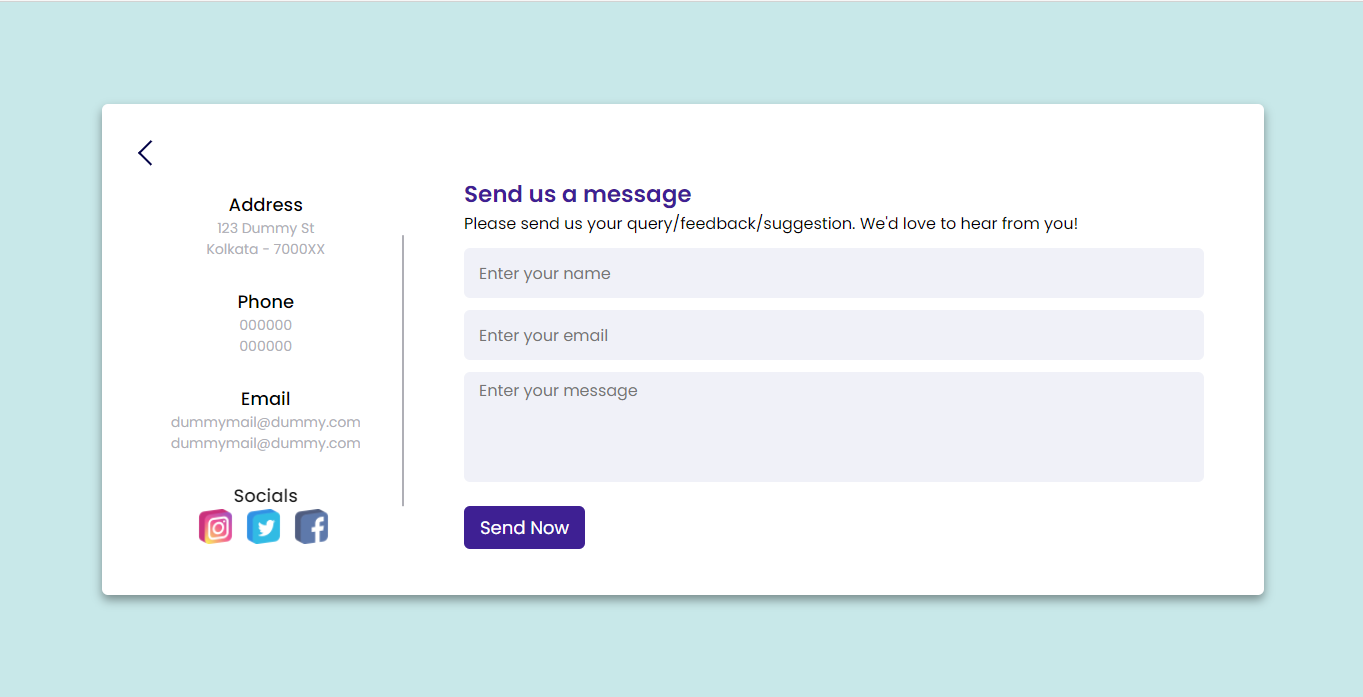 Address
123 Dummy St
Kolkata - 7000XX
Phone
000000
000000
Email
dummymail@dummy.com
dummymail@dummy.com
Socials
Send us a message
Please send us your query/feedback/suggestion. We'd love to hear from you!
Enter your name
Enter your email
Enter your message
Send Now